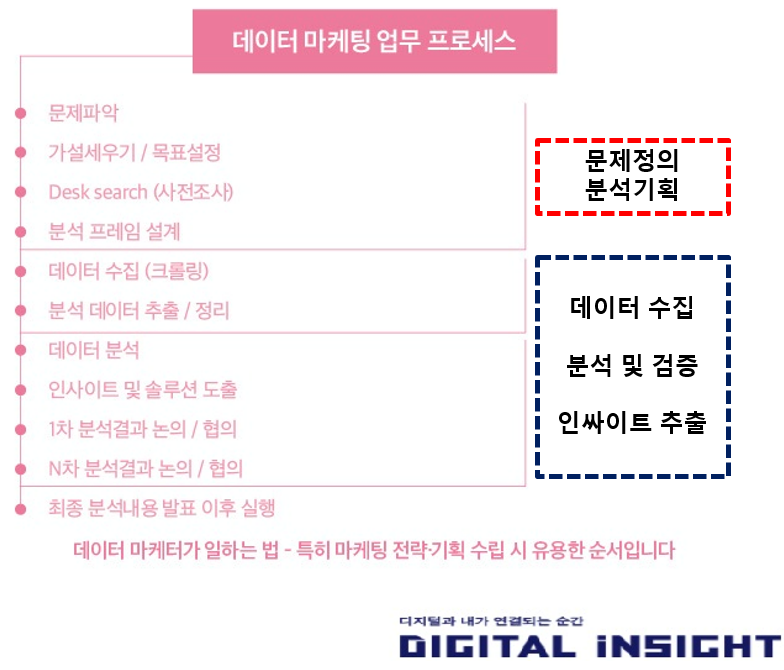 데이터 마케팅 업무 프로세스
문제파악
가설세우기 / 목표설정
Desk search (사전조사)
분석 프레임 설계
문제정의
분석기획
데이터 수집 (크롤링)
분석 데이터 추출 / 정리
데이터 분석
인사이트 및 솔루션 도출
1차 분석결과 논의 / 협의
N차 분석결과 논의 / 협의
데이터 수집
분석 및 검증
인싸이트 추출
최종 분석내용 발표 이후 실행
데이터 마케터가 일하는 법 - 특히 마케팅 전략·기획 수립 시 유용한 순서입니다
디지털과 내가 연결되는 순간
DIGITAL iNSIGHT